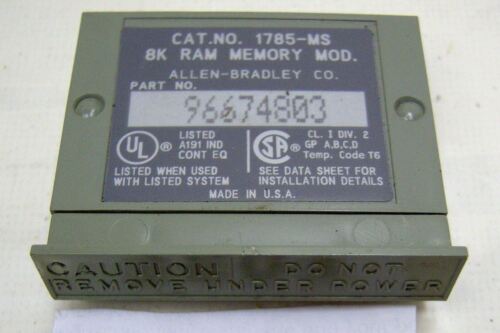 CAT.NO. 1785-MS
8K RAM MEMORY MOD.
ALLEN-BRADLEY CO.
PART NO.
96674803
UL ® LISTED
A191 IND
CONT EQ
LISTED WHEN USED
WITH LISTED SYSTEM
SA ® CL. I DIV. 2
GP A,B,C,D
Temp. Code T6
SEE DATA SHEET FOR
INSTALLATION DETAILS
MADE IN U.S.A.
CAUTION DO NOT
REMOVE UNDER POWER